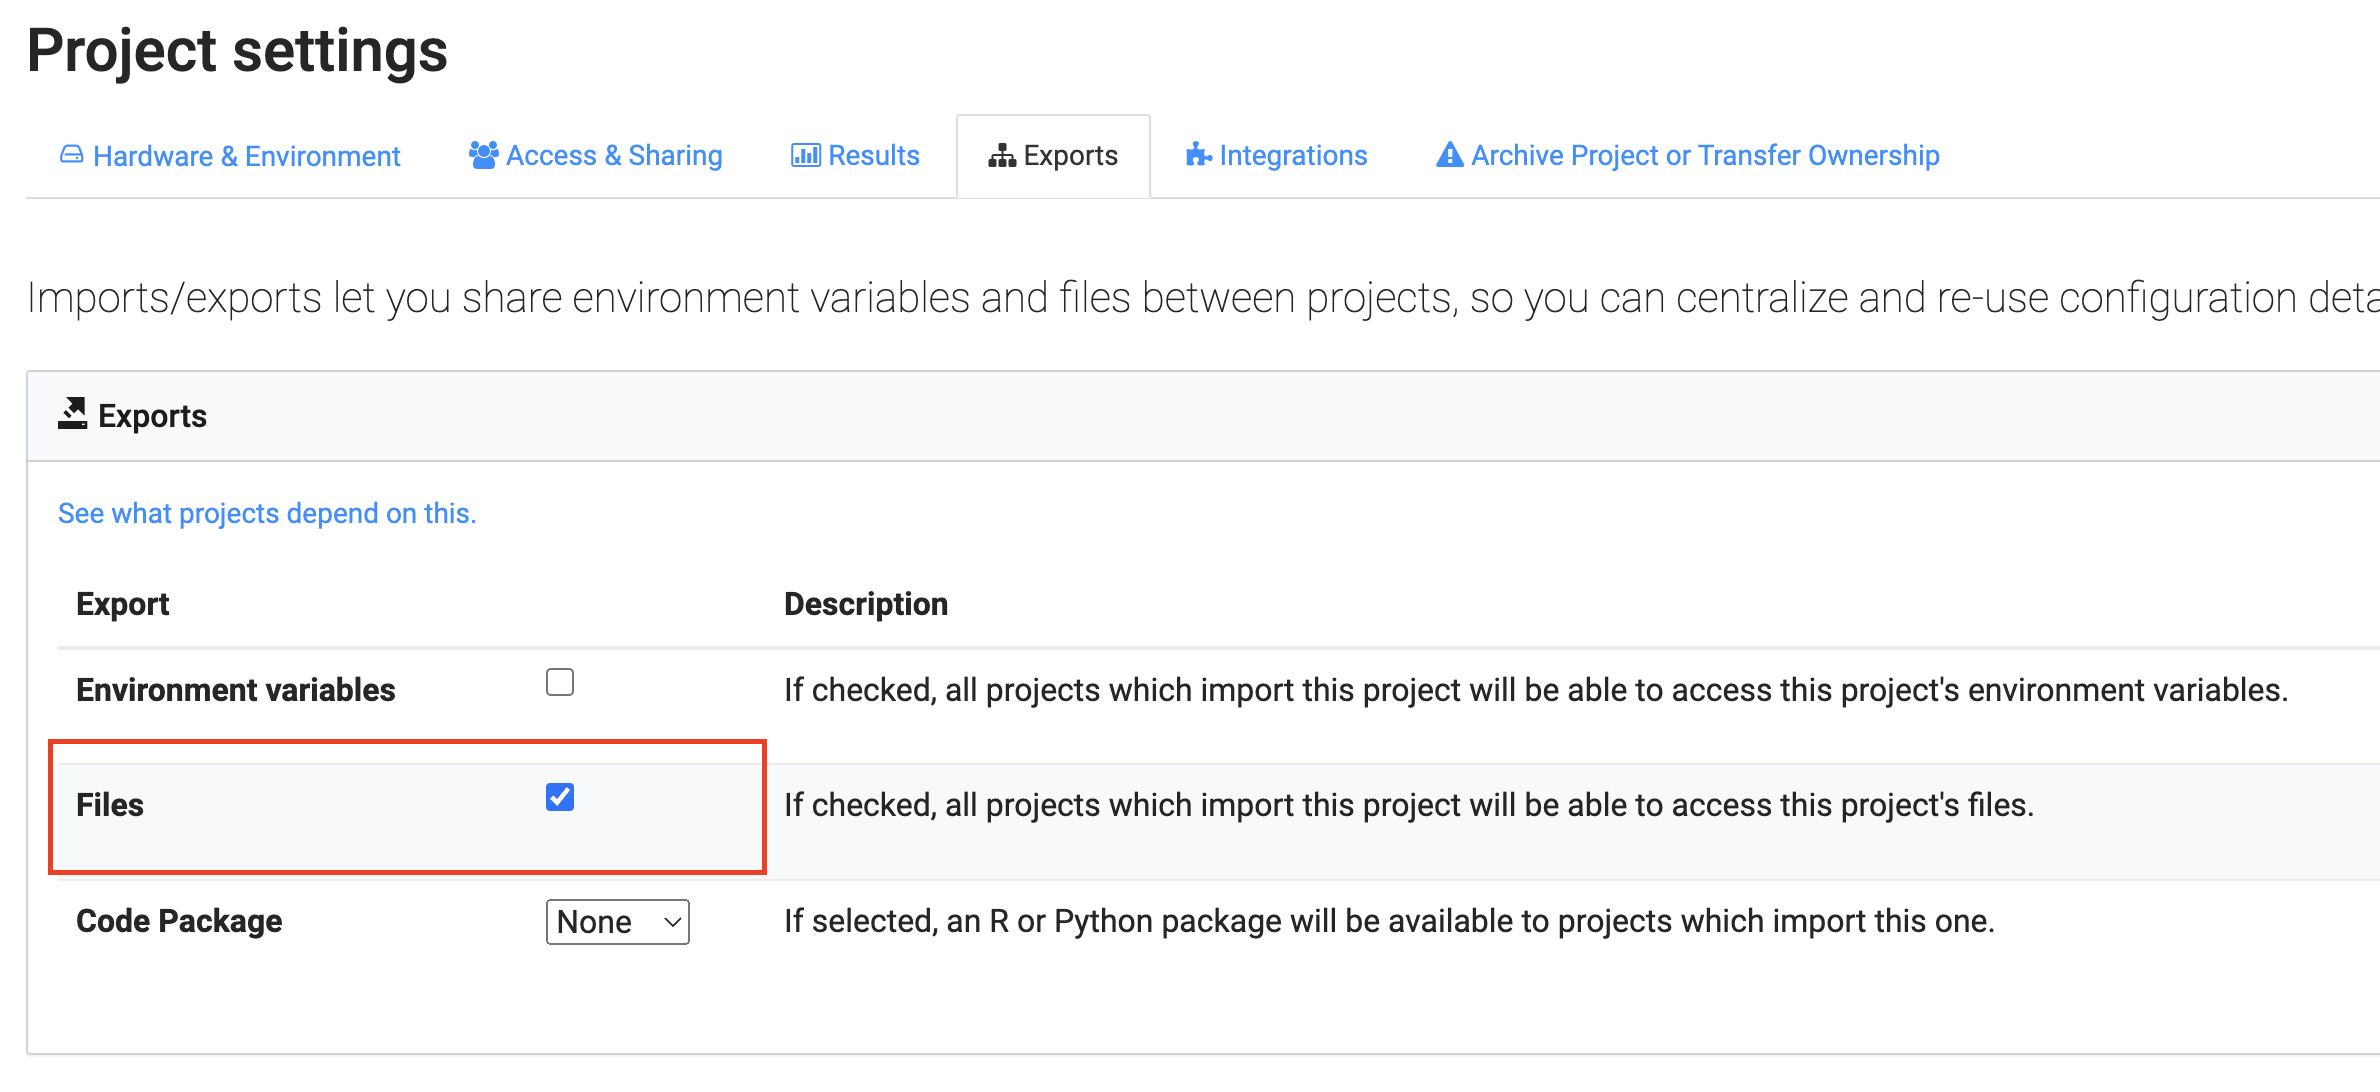 Project settings
Hardware & Environment
Access & Sharing
Results
Exports
Integrations
Archive Project or Transfer Ownership
Imports/exports let you share environment variables and files between projects, so you can centralize and re-use configuration
Exports
See what projects depend on this.
Export Description
Environment variables If checked, all projects which import this project will be able to access this project's environment variables.
Files If checked, all projects which import this project will be able to access this project's files.
Code Package None If selected, an R or Python package will be available to projects which import this one.